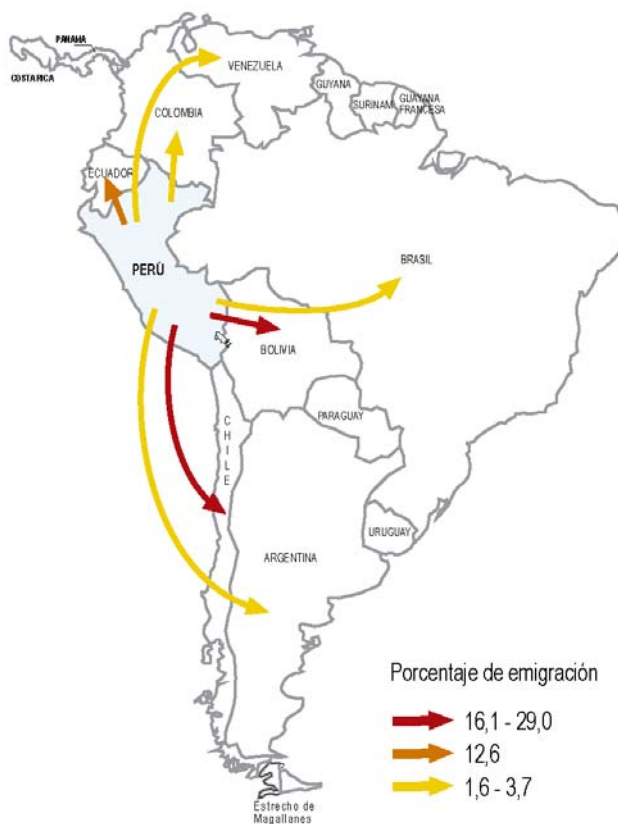 PANAMA
COSTA RICA
VENEZUELA
GUYANA
SURINAM
GUAYANA
FRANCESA
COLOMBIA
ECUADOR
PERÚ
BRASIL
BOLIVIA
PARAGUAY
CHILE
URUGUAY
ARGENTINA
Porcentaje de emigración
16,1 - 29,0
12,6
1,6 - 3,7
Estrecho de
Magallanes